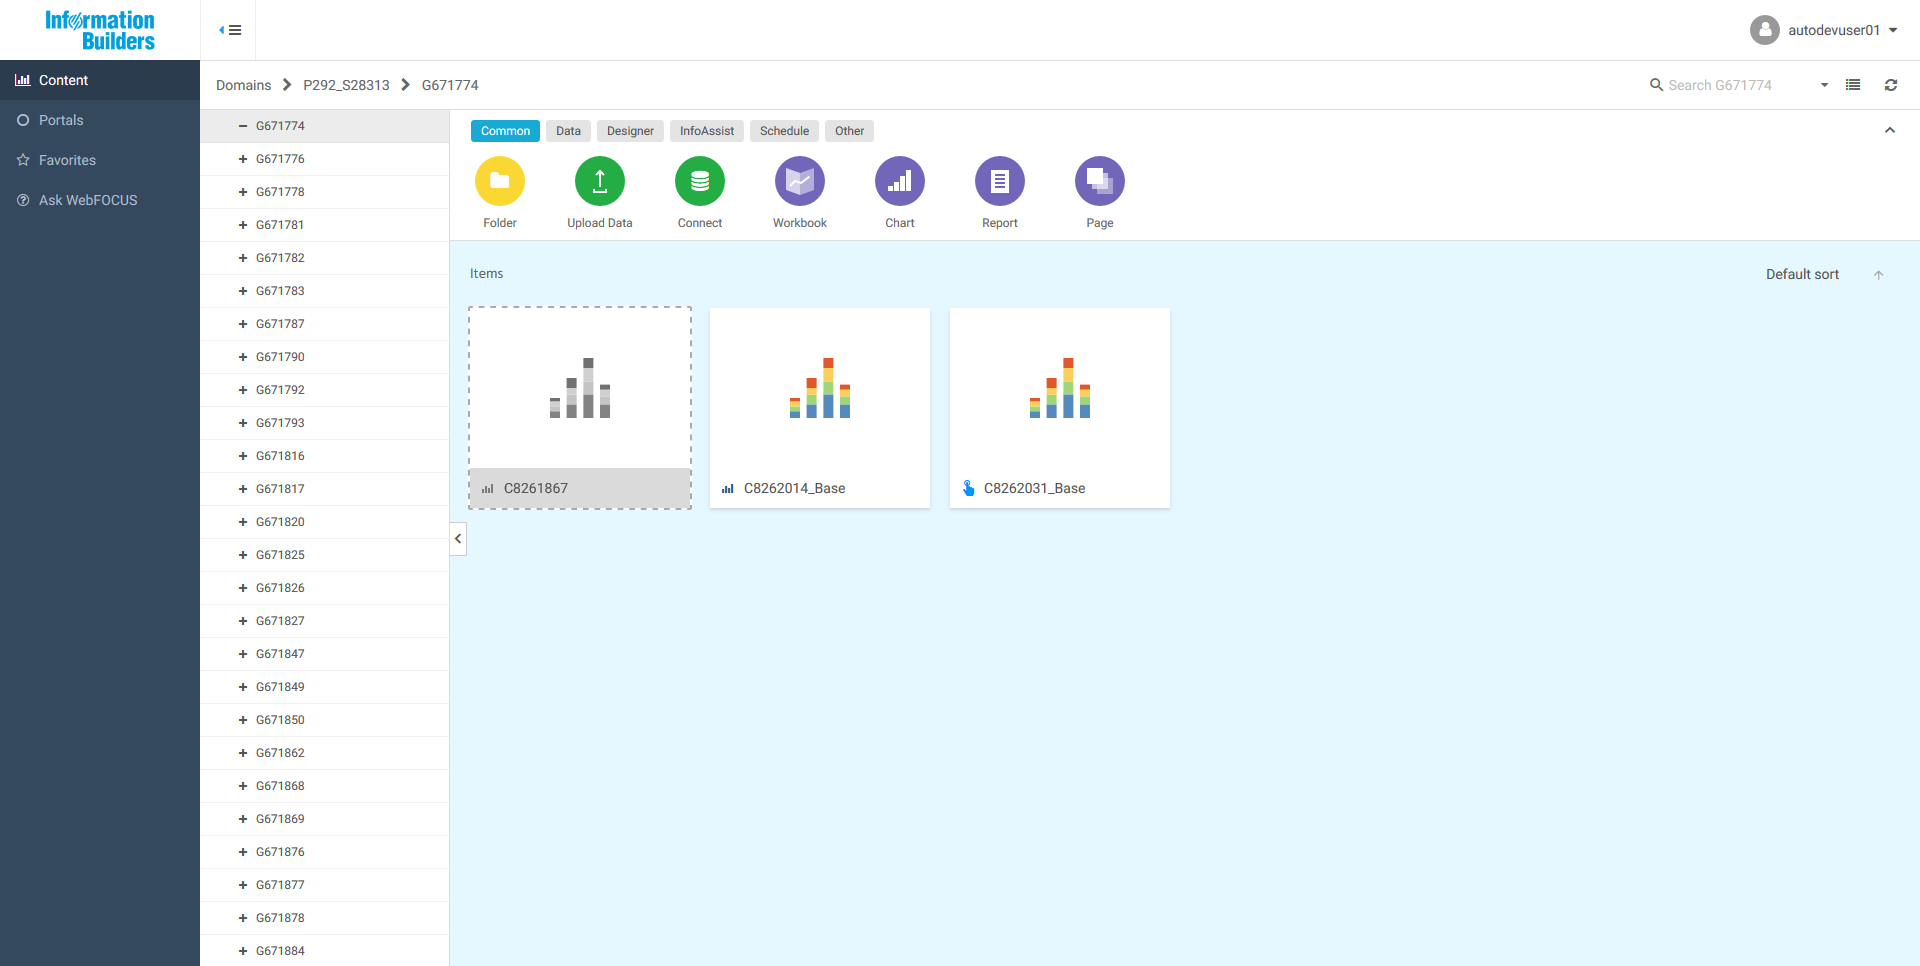 Information
Builders
autodevuser01
Content
Portals
Favorites
Ask WebFOCUS
Domains P292_S28313 G671774
Search G671774
G671774
G671776
G671778
G671781
G671782
G671783
G671787
G671790
G671792
G671793
G671816
G671817
G671820
G671825
G671826
G671827
G671847
G671849
G671850
G671862
G671868
G671869
G671876
G671877
G671878
G671884
Common Data Designer InfoAssist Schedule Other
Folder Upload Data Connect Workbook Chart Report Page
Items Default sort
C8261867 C8262014_Base C8262031_Base